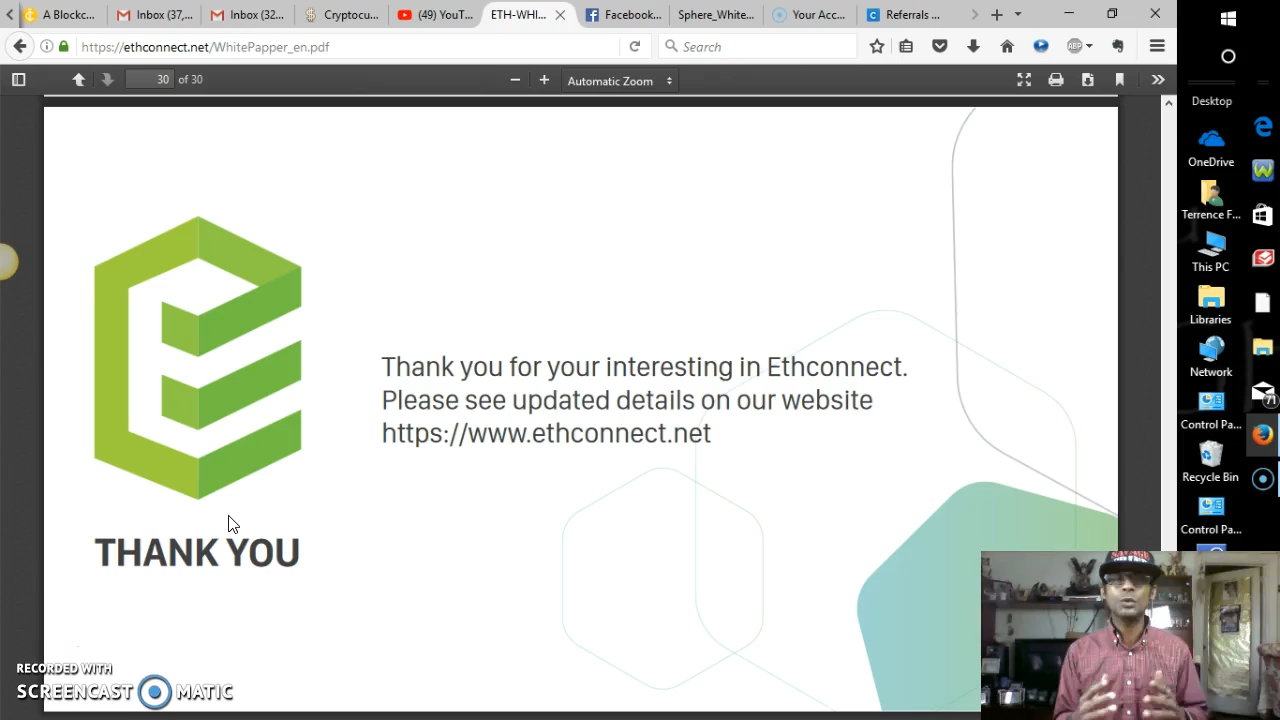 A Blockc
Inbox (37,
Inbox (32
Cryptocu
(49) YouT
ETH-WHI
Facebook
Sphere_White
Your Acc
Referrals
https://ethconnect.net/WhitePapper_en.pdf
Search
ABP
30 of 30
Automatic Zoom
Thank you for your interesting in Ethconnect.
Please see updated details on our website
https://www.ethconnect.net
THANK YOU
RECORDED WITH
SCREENCAST MATIC
Desktop
OneDrive
Terrence F...
This PC
Libraries
Network
71
Control Pa...
Recycle Bin
Control Pa...